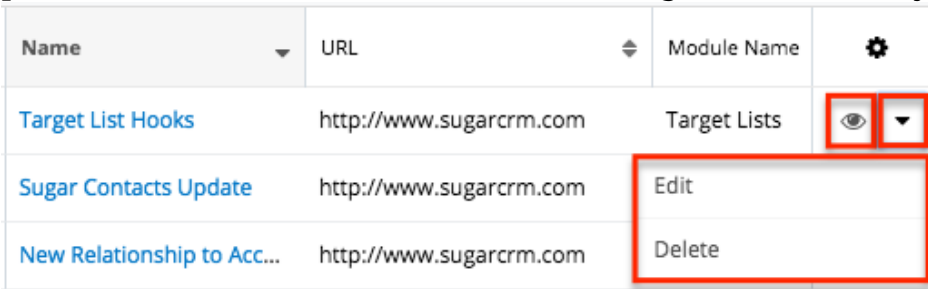 Name URL Module Name
Target List Hooks http://www.sugarcrm.com Target Lists
Sugar Contacts Update http://www.sugarcrm.com Edit
New Relationship to Acc... http://www.sugarcrm.com Delete